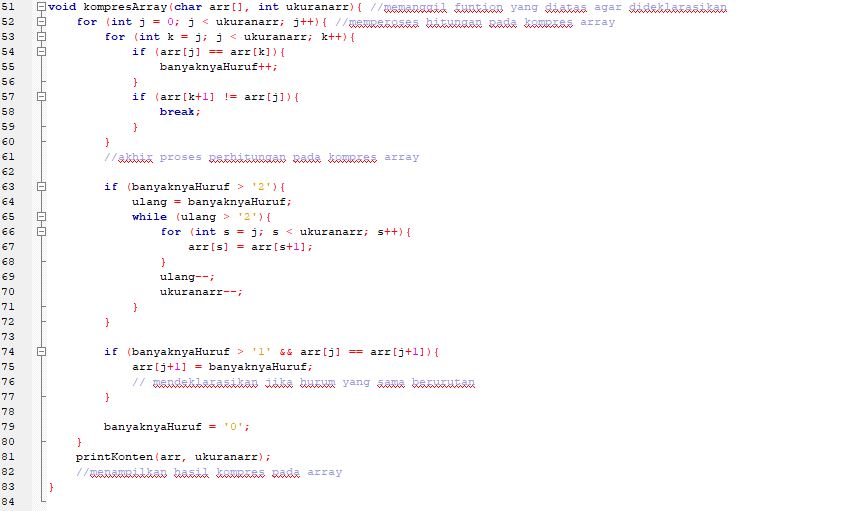 51 void kompresArray(char arr[], int ukuranarr){ //memanggil funtion yang diatas agar dideklarasikan
52 for (int j = 0; j < ukuranarr; j++){ //memperoses hitungan pada kompres array
53 for (int k = j; j < ukuranarr; k++){
54 if (arr[j] == arr[k]){
55 banyaknyaHuruf++;
56 }
57 if (arr[k+1] != arr[j]){
58 break;
59 }
60 }
61 //akhir proses perhitungan pada kompres array
62
63 if (banyaknyaHuruf > '2'){
64 ulang = banyaknyaHuruf;
65 while (ulang > '2'){
66 for (int s = j; s < ukuranarr; s++){
67 arr[s] = arr[s+1];
68 }
69 ulang--;
70 ukuranarr--;
71 }
72 }
73
74 if (banyaknyaHuruf > '1' && arr[j] == arr[j+1]){
75 arr[j+1] = banyaknyaHuruf;
76 // mendeklarasikan jika hurum yang sama berurutan
77 }
78
79 banyaknyaHuruf = '0';
80 }
81 printKonten(arr, ukuranarr);
82 //menampilkan hasil kompres pada array
83 }
84